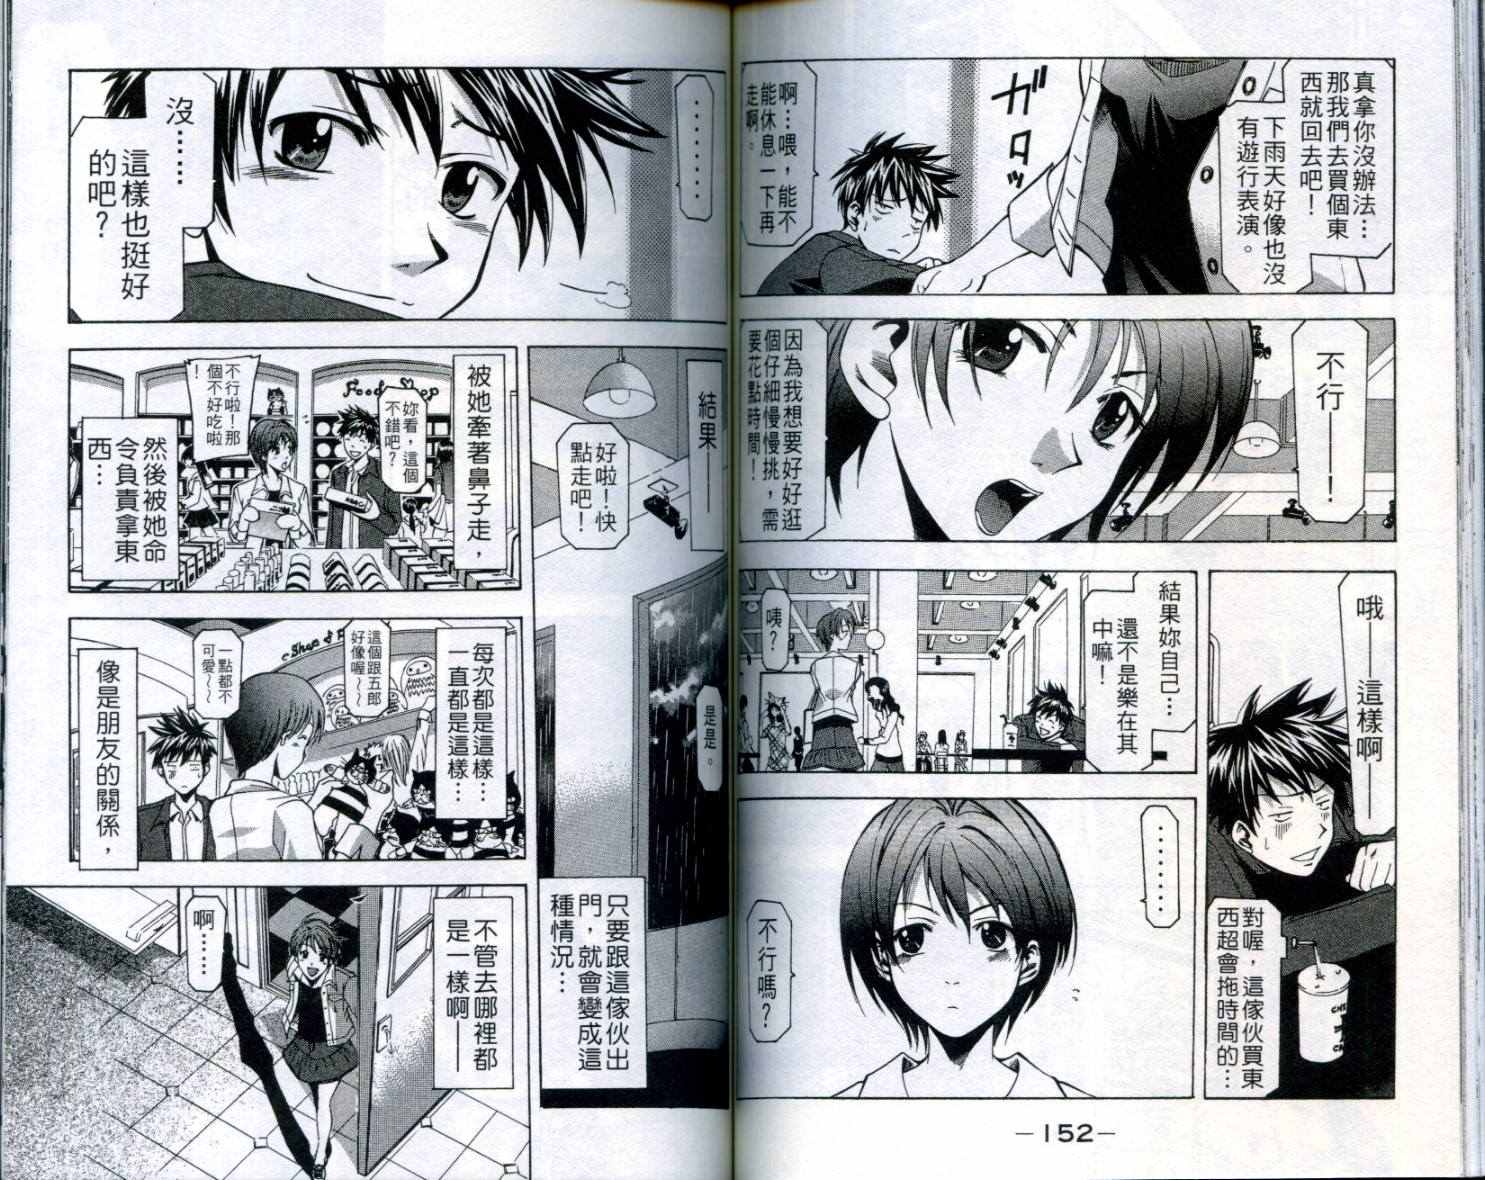 真拿你沒辦法…
那我們去買個東
西就回去吧！
下雨天好像也沒
有遊行表演。
ガロッ
啊…喂，能不
能休息一下再
走啊。
不行——！
因為我想要好好逛
個仔細慢慢挑，需
要花點時間！
哦——這樣啊——
對喔，這傢伙買東
西超會拖時間的…
結果妳自己…
還不是樂在其
中嘛！
咦？
………
不行嗎？
—152—
………
沒……
這樣也挺好
的吧？
結果——
好啦！快
點走吧！
是是。
只要跟這傢伙出
門，就會變成這
種情況…
被她牽著鼻子走，
妳看，這個
不錯吧？
不行啦！那
個不好吃啦
！
然後被她命
令負責拿東
西…
每次都是這樣…
一直都是這樣…
這個跟五郎
好像喔～～
一點都不
可愛～～
像是朋友的關係，
不管去哪裡都
是一樣啊——
啊……